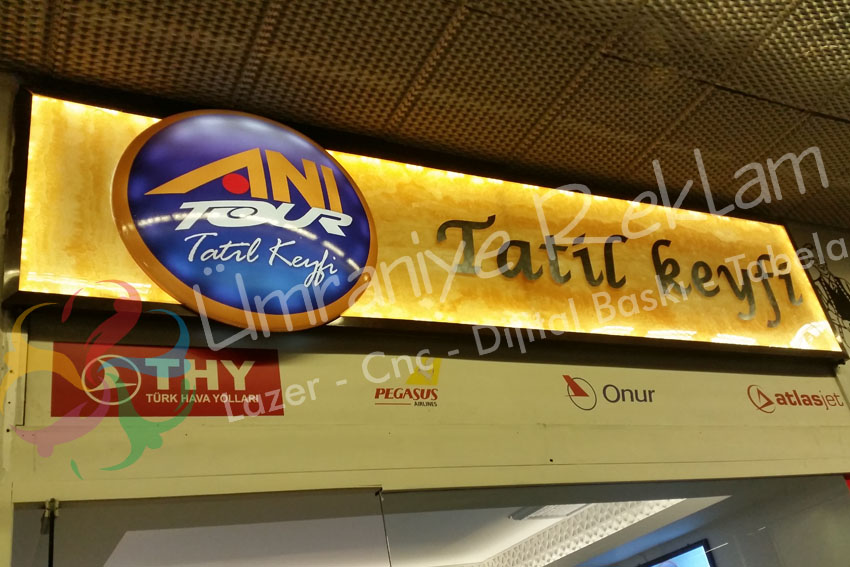 ANI
TOUR
Tatil Keyfi
Tatil keyfi
Ümraniye Reklam
Lazer - Cnc - Dijital Baskı - Tabela
THY
TÜRK HAVA YOLLARI
PEGASUS
AIRLINES
Onur
atlasjet